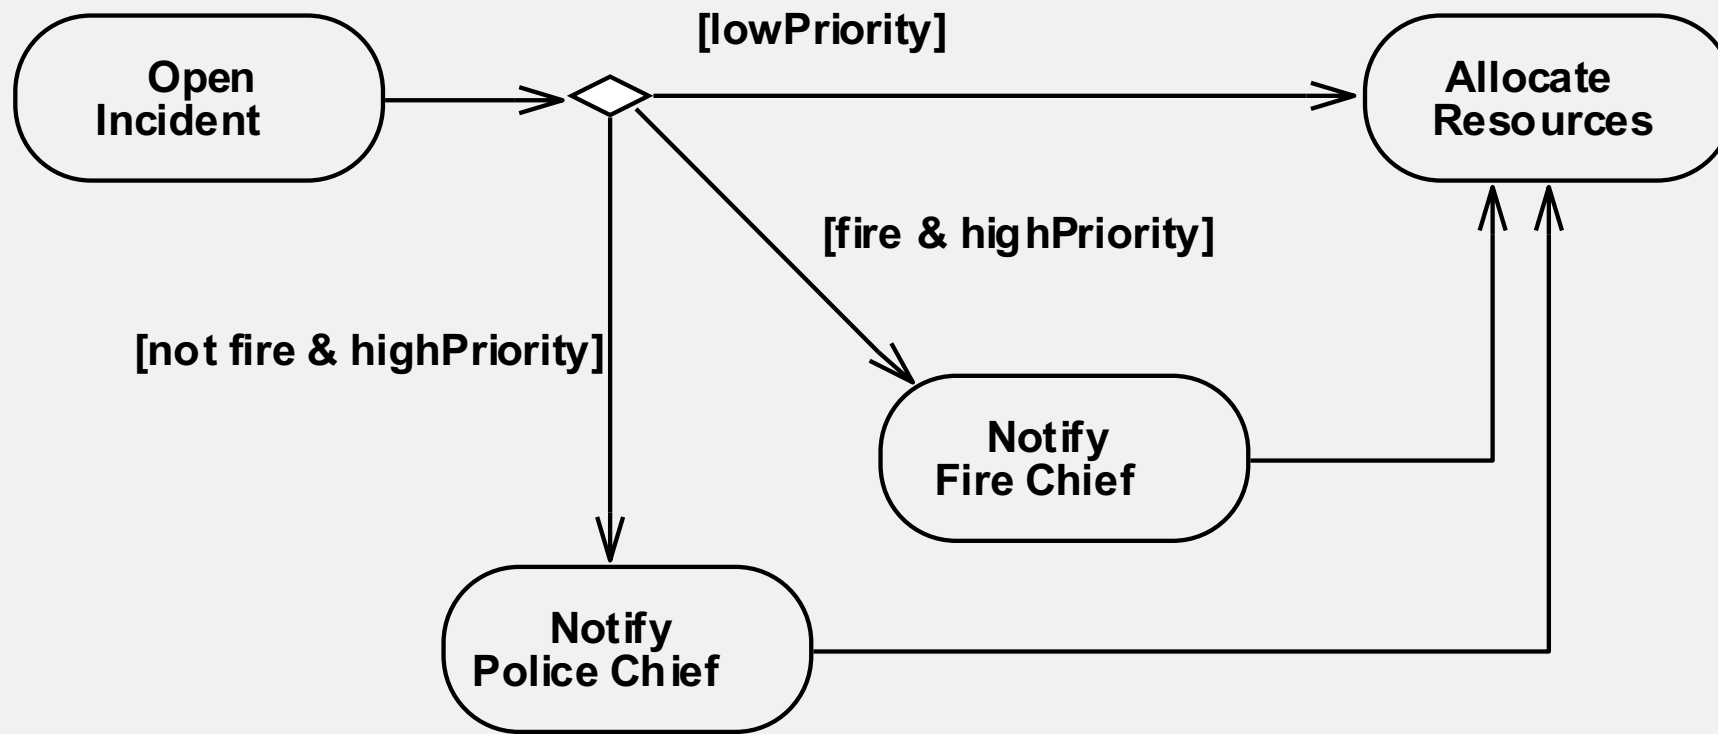 [lowPriority]
Open
Incident
Allocate
Resources
[fire & highPriority]
[not fire & highPriority]
Notify
Fire Chief
Notify
Police Chief